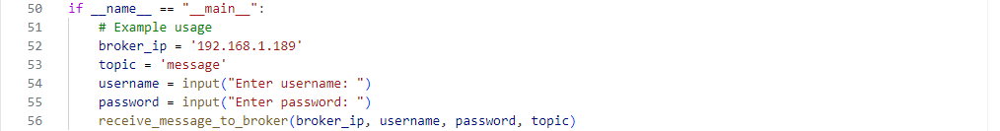 50 if __name__ == "__main__":
51     # Example usage
52     broker_ip = '192.168.1.189'
53     topic = 'message'
54     username = input("Enter username: ")
55     password = input("Enter password: ")
56     receive_message_to_broker(broker_ip, username, password, topic)